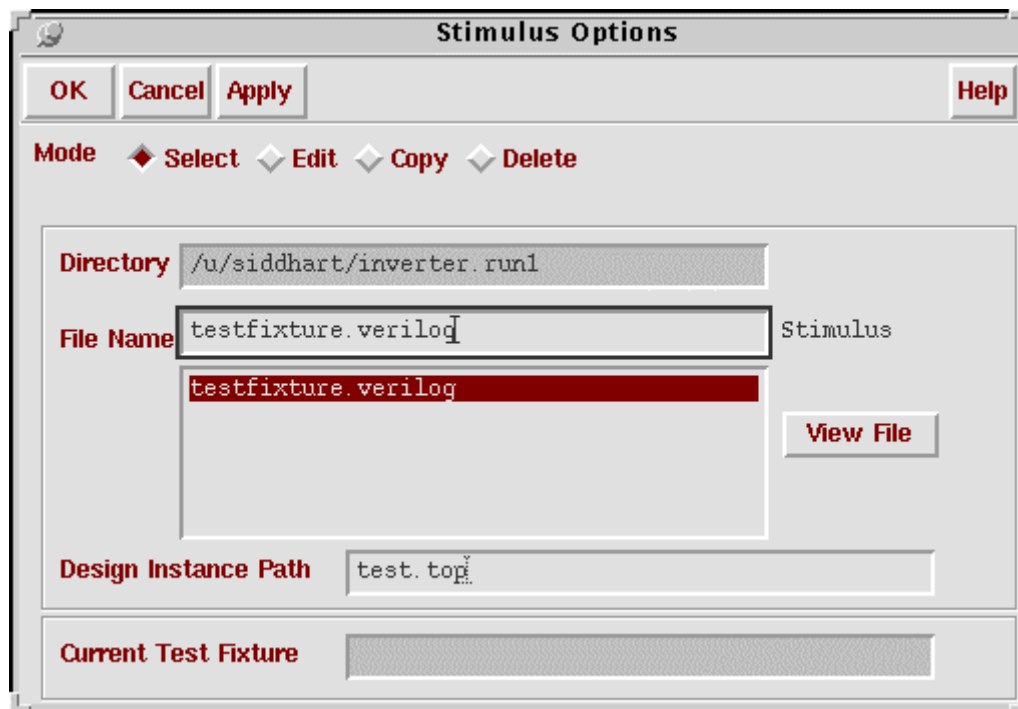 Stimulus Options
OK Cancel Apply Help
Mode Select Edit Copy Delete
Directory /u/siddhart/inverter.run1
File Name testfixture.verilog Stimulus
testfixture.verilog
View File
Design Instance Path test.top
Current Test Fixture